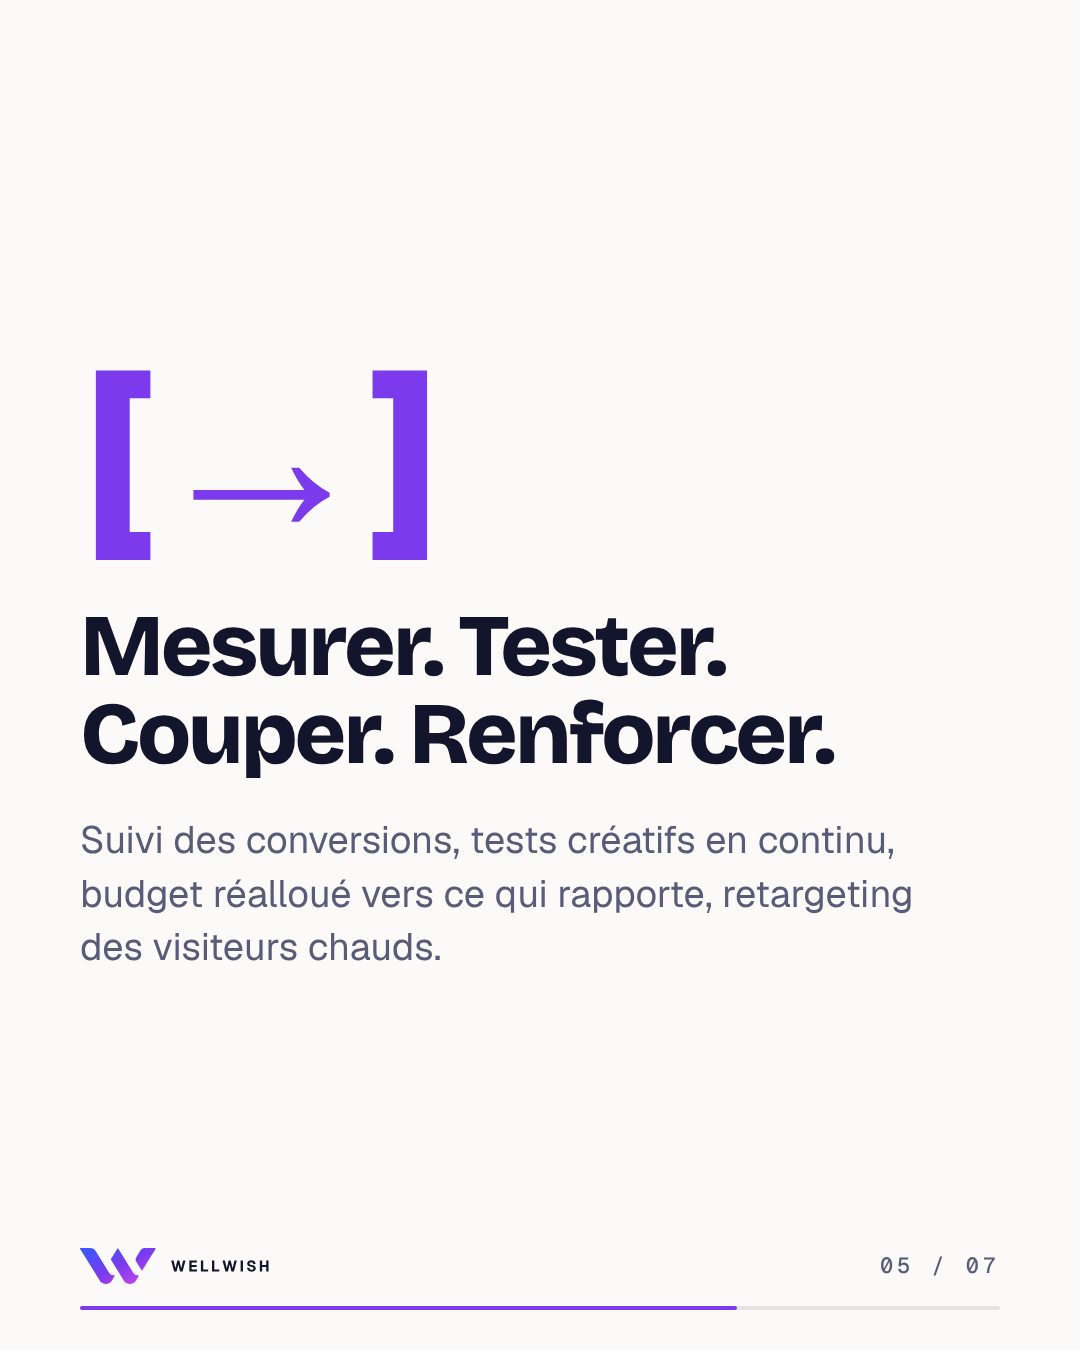 [→]
Mesurer. Tester.
Couper. Renforcer.
Suivi des conversions, tests créatifs en continu,
budget réalloué vers ce qui rapporte, retargeting
des visiteurs chauds.
WELLWISH
05 / 07